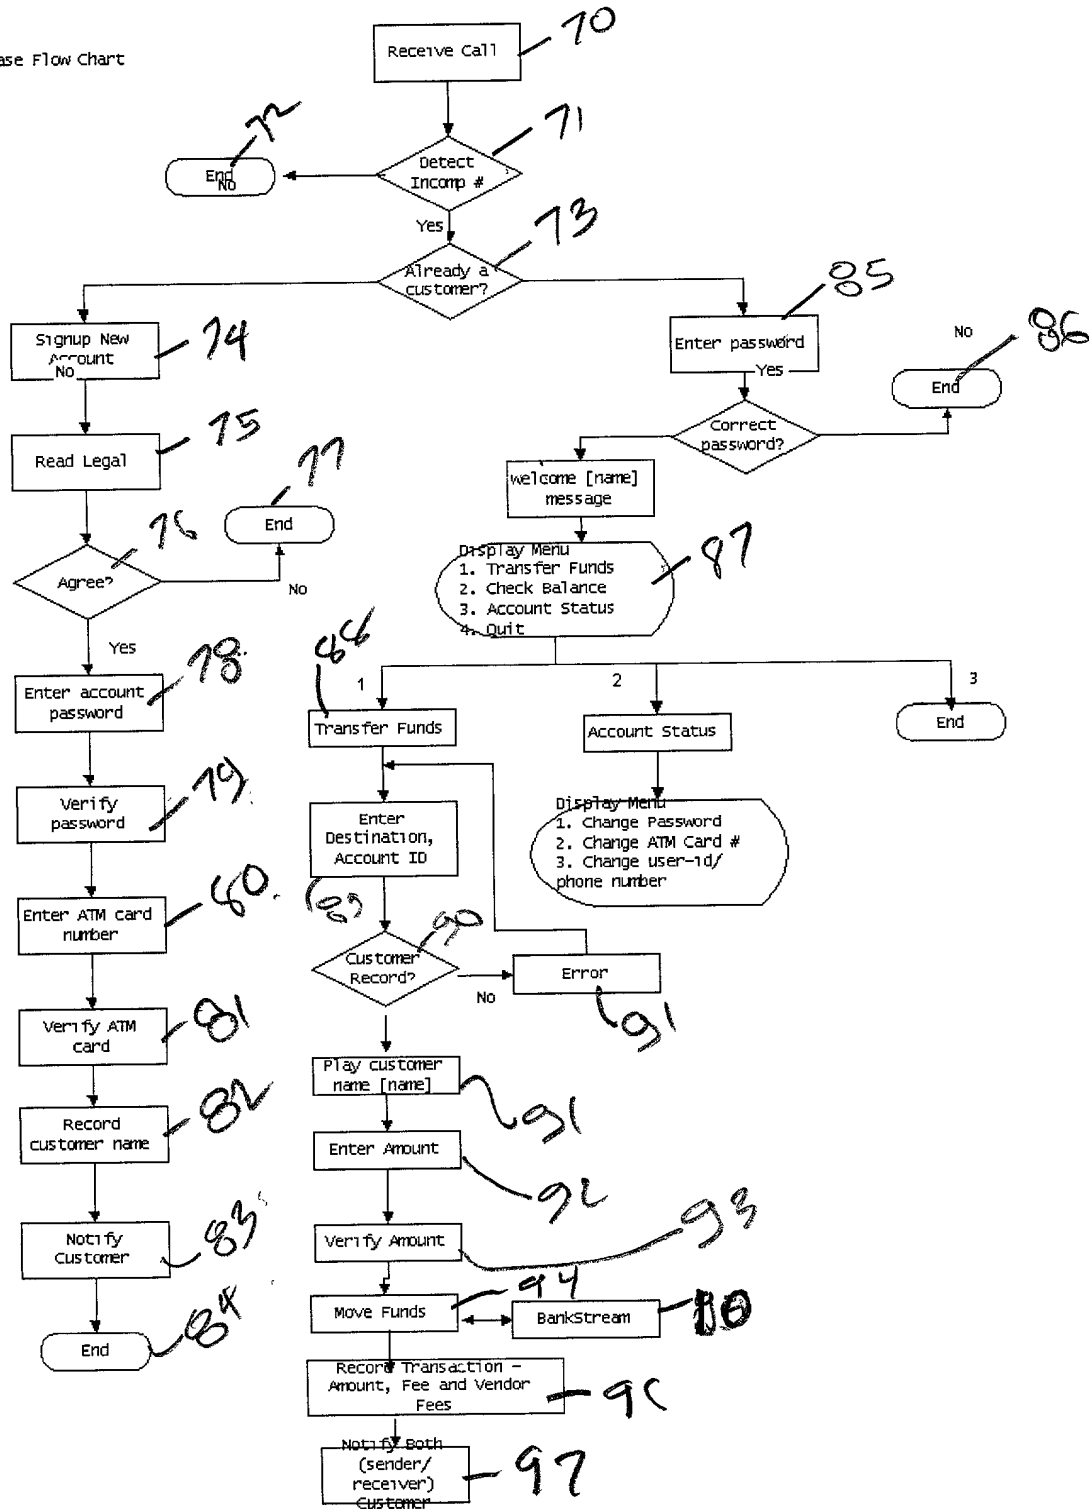 ase Flow Chart
Receive Call
70
71
72
Detect
Incomp #
End
No
Yes
73
Already a
customer?
85
Signup New
Account
No
74
Enter password
Yes
No
86
End
75
Read Legal
Correct
password?
77
End
Welcome [name]
message
76
Agree?
No
Display Menu
1. Transfer Funds
2. Check Balance
3. Account Status
4. Quit
87
Yes
78
88
Enter account
password
1
2
3
Transfer Funds
Account Status
End
79
Verify
password
Enter
Destination,
Account ID
Display Menu
1. Change Password
2. Change ATM Card #
3. Change user-id/
phone number
80
89
Enter ATM card
number
90
Customer
Record?
No
Error
91
81
Verify ATM
card
Play customer
name [name]
91
82
Record
customer name
Enter Amount
92
83
Notify
Customer
Verify Amount
93
84
End
Move Funds
94
BankStream
Record Transaction –
Amount, Fee and Vendor
Fees
Notify Both
(sender/
receiver)
Customer
97